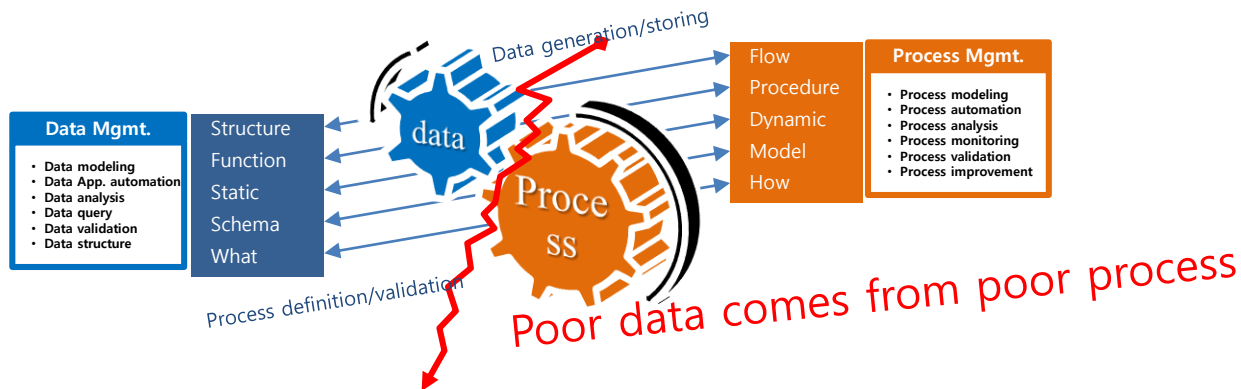 Data generation/storing
Data Mgmt.
• Data modeling
• Data App. automation
• Data analysis
• Data query
• Data validation
• Data structure
Structure
Function
Static
Schema
What
data
Proce
ss
Flow
Procedure
Dynamic
Model
How
Process Mgmt.
• Process modeling
• Process automation
• Process analysis
• Process monitoring
• Process validation
• Process improvement
Process definition/validation
Poor data comes from poor process